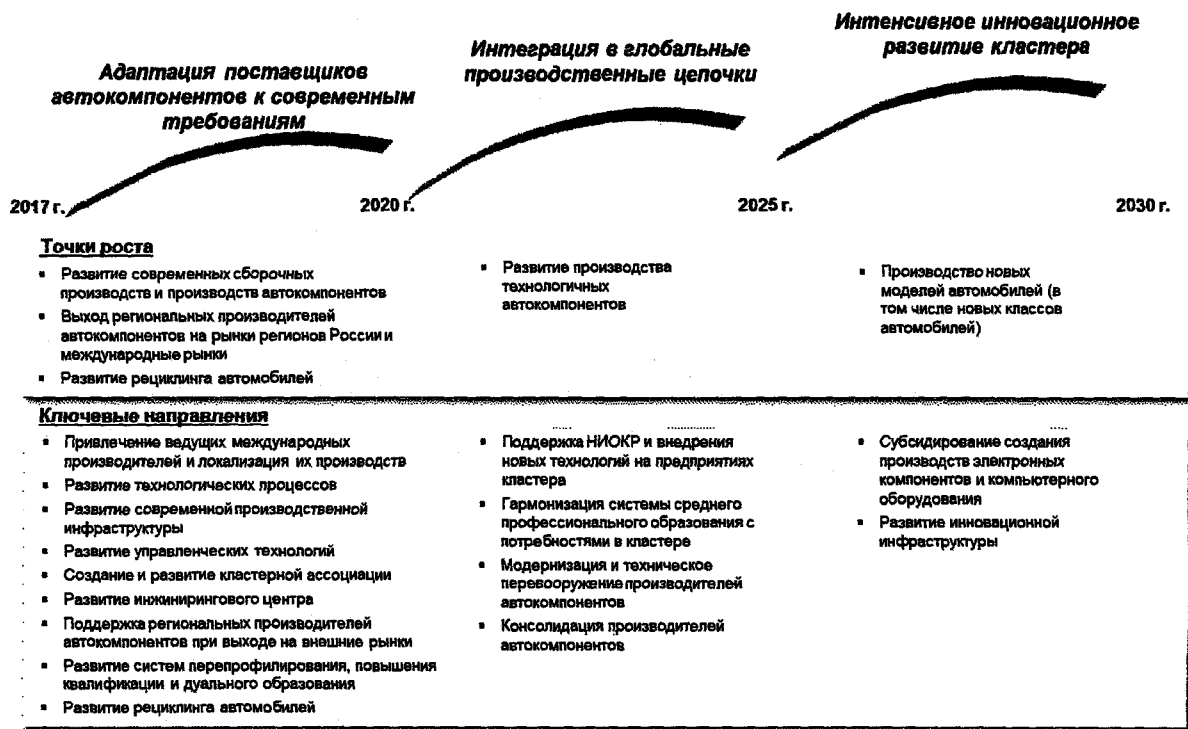 Адаптация поставщиков
автокомпонентов к современным
требованиям
Интеграция в глобальные
производственные цепочки
Интенсивное инновационное
развитие кластера
2017 г.
2020 г.
2025 г.
2030 г.
Точки роста
▪ Развитие современных сборочных
производств и производств автокомпонентов
▪ Выход региональных производителей
автокомпонентов на рынки регионов России и
международные рынки
▪ Развитие рециклинга автомобилей
▪ Развитие производства
технологичных
автокомпонентов
▪ Производство новых
моделей автомобилей (в
том числе новых классов
автомобилей)
Ключевые направления
▪ Привлечение ведущих международных
производителей и локализация их производств
▪ Развитие технологических процессов
▪ Развитие современной производственной
инфраструктуры
▪ Развитие управленческих технологий
▪ Создание и развитие кластерной ассоциации
▪ Развитие инжинирингового центра
▪ Поддержка региональных производителей
автокомпонентов при выходе на внешние рынки
▪ Развитие систем перепрофилирования, повышения
квалификации и дуального образования
▪ Развитие рециклинга автомобилей
▪ Поддержка НИОКР и внедрения
новых технологий на предприятиях
кластера
▪ Гармонизация системы среднего
профессионального образования с
потребностями в кластере
▪ Модернизация и техническое
перевооружение производителей
автокомпонентов
▪ Консолидация производителей
автокомпонентов
▪ Субсидирование создания
производств электронных
компонентов и компьютерного
оборудования
▪ Развитие инновационной
инфраструктуры